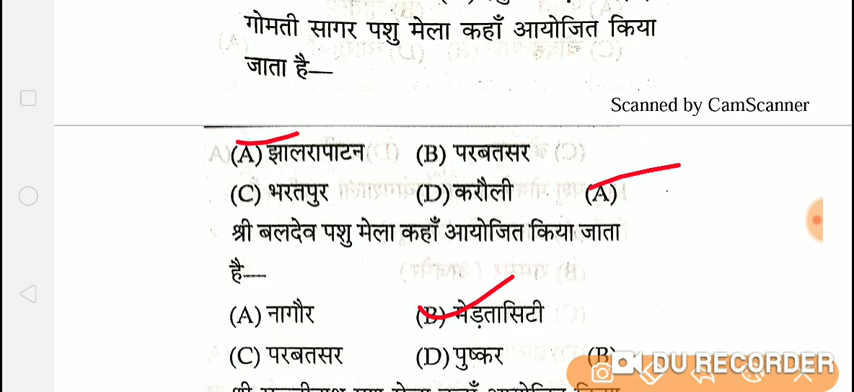 गोमती सागर पशु मेला कहाँ आयोजित किया
जाता है—
Scanned by CamScanner
(A) झालरापाटन (B) परबतसर
(C) भरतपुर (D) करौली (A)
श्री बलदेव पशु मेला कहाँ आयोजित किया जाता
है—
(A) नागौर (B) मेड़तासिटी
(C) परबतसर (D) पुष्कर (B)
DU RECORDER